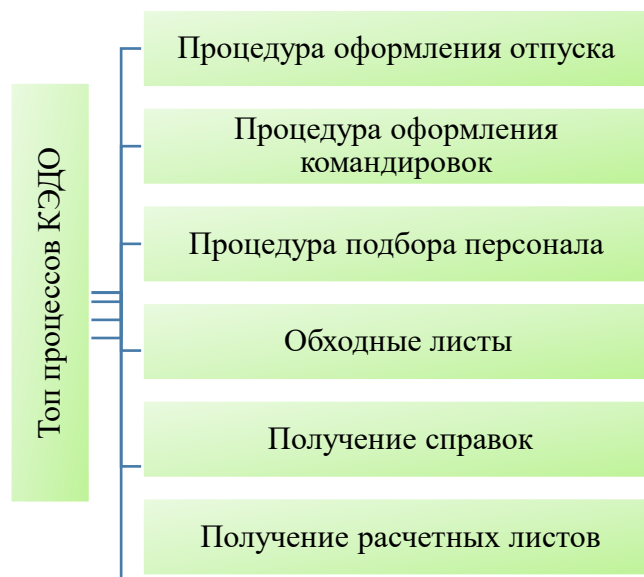 Топ процессов КЭДО
Процедура оформления отпуска
Процедура оформления
командировок
Процедура подбора персонала
Обходные листы
Получение справок
Получение расчетных листов